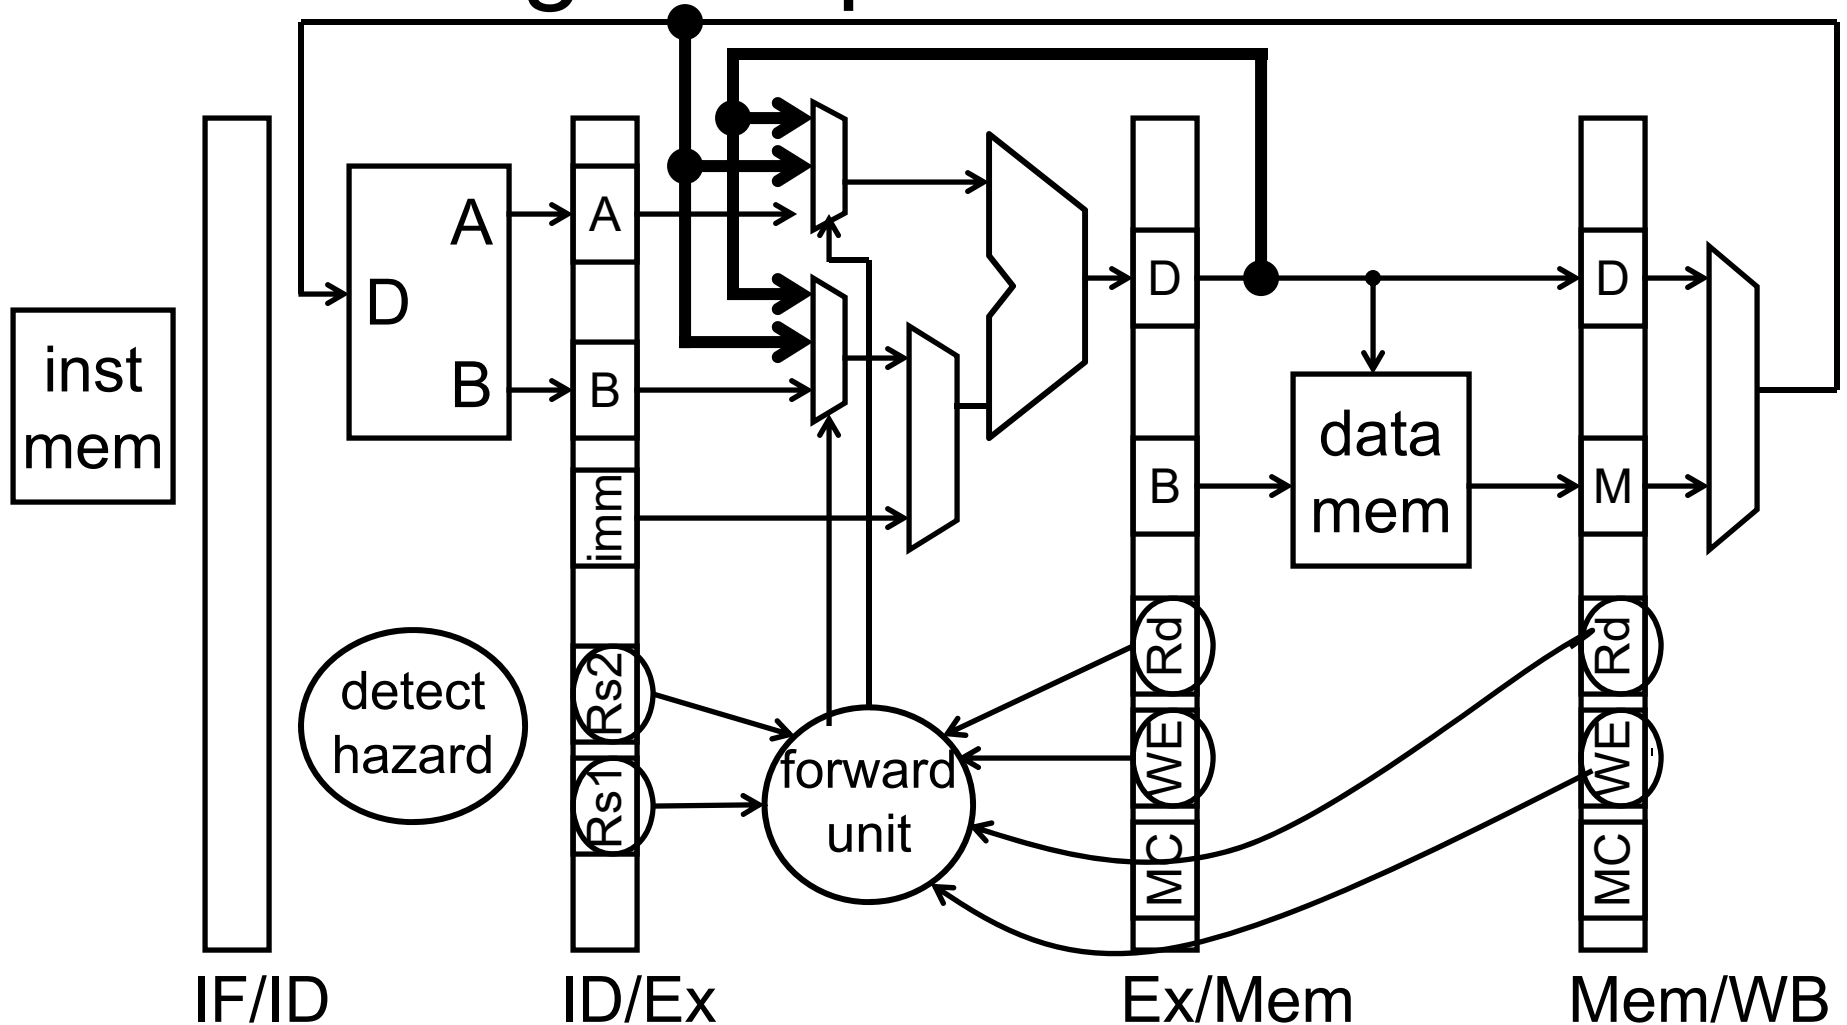 inst
mem
D
A
B
A
B
imm
Rs2
Rs1
detect
hazard
forward
unit
D
B
Rd
WE
MC
data
mem
D
M
Rd
WE
MC
IF/ID
ID/Ex
Ex/Mem
Mem/WB